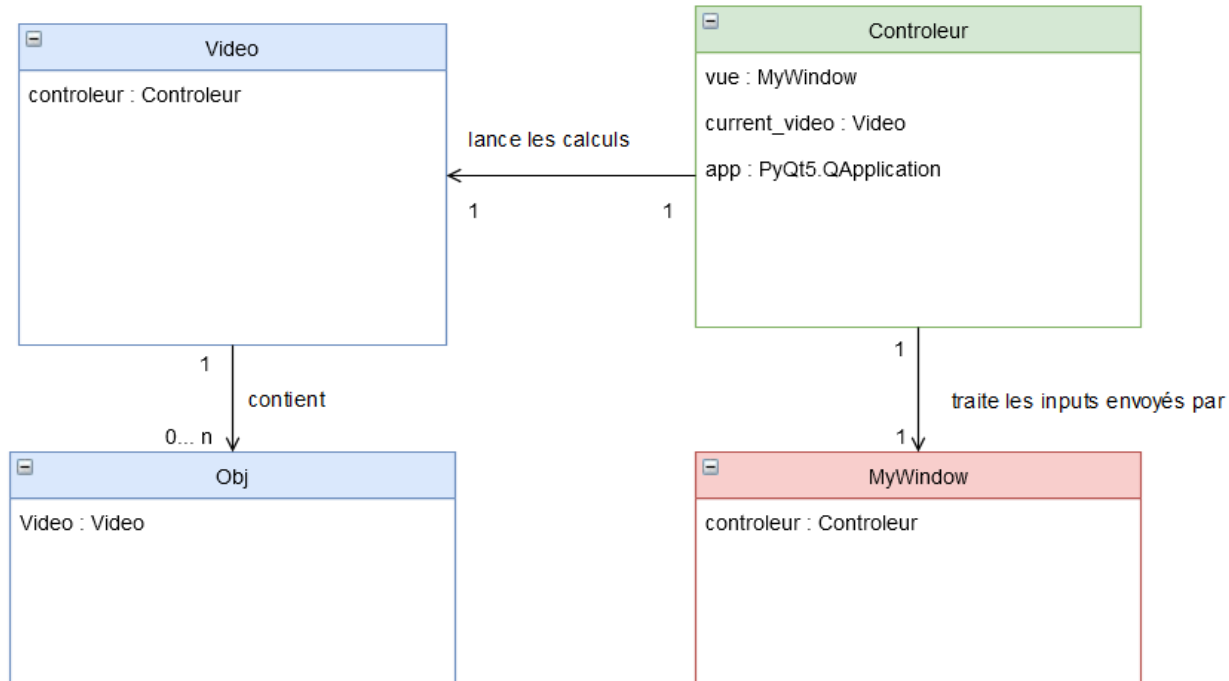 Video
controleur : Controleur
lance les calculs
1
1
Controleur
vue : MyWindow
current_video : Video
app : PyQt5.QApplication
1
contient
0... n
1
traite les inputs envoyés par
1
Obj
Video : Video
MyWindow
controleur : Controleur